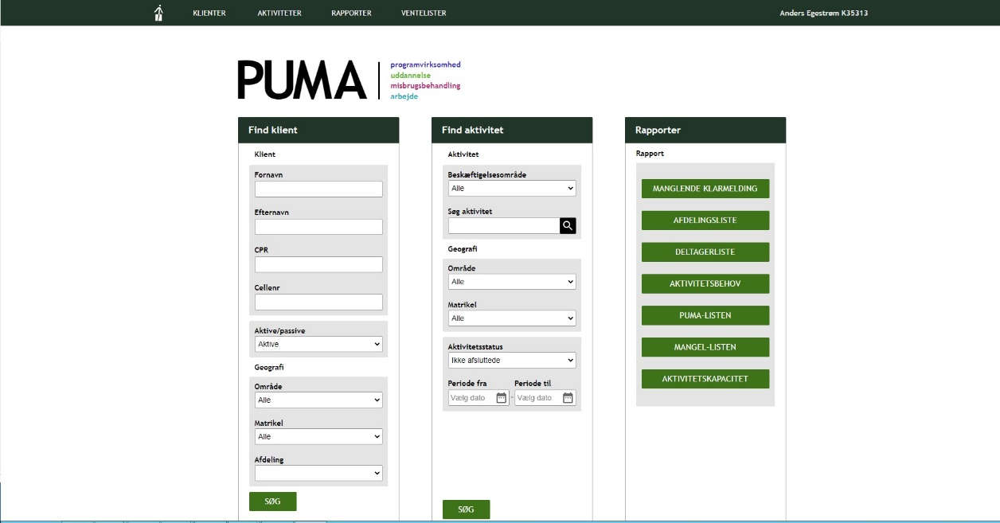 KLIENTER AKTIVITETER RAPPORTER VENTELISTER Anders Egestrøm K35313
PUMA
programvirksomhed
uddannelse
misbrugsbehandling
arbejde
Find klient
Klient
Fornavn
Efternavn
CPR
Cellenr
Aktive/passive
Aktive
Geografi
Område
Alle
Matrikel
Alle
Afdeling
SØG
Find aktivitet
Aktivitet
Beskæftigelsesområde
Alle
Søg aktivitet
Geografi
Område
Alle
Matrikel
Alle
Aktivitetsstatus
Ikke afsluttede
Periode fra Periode til
Vælg dato - Vælg dato
SØG
Rapporter
Rapport
MANGLENDE KLARMELDING
AFDELINGSLISTE
DELTAGERLISTE
AKTIVITETSBEHOV
PUMA-LISTEN
MANGEL-LISTEN
AKTIVITETSKAPACITET